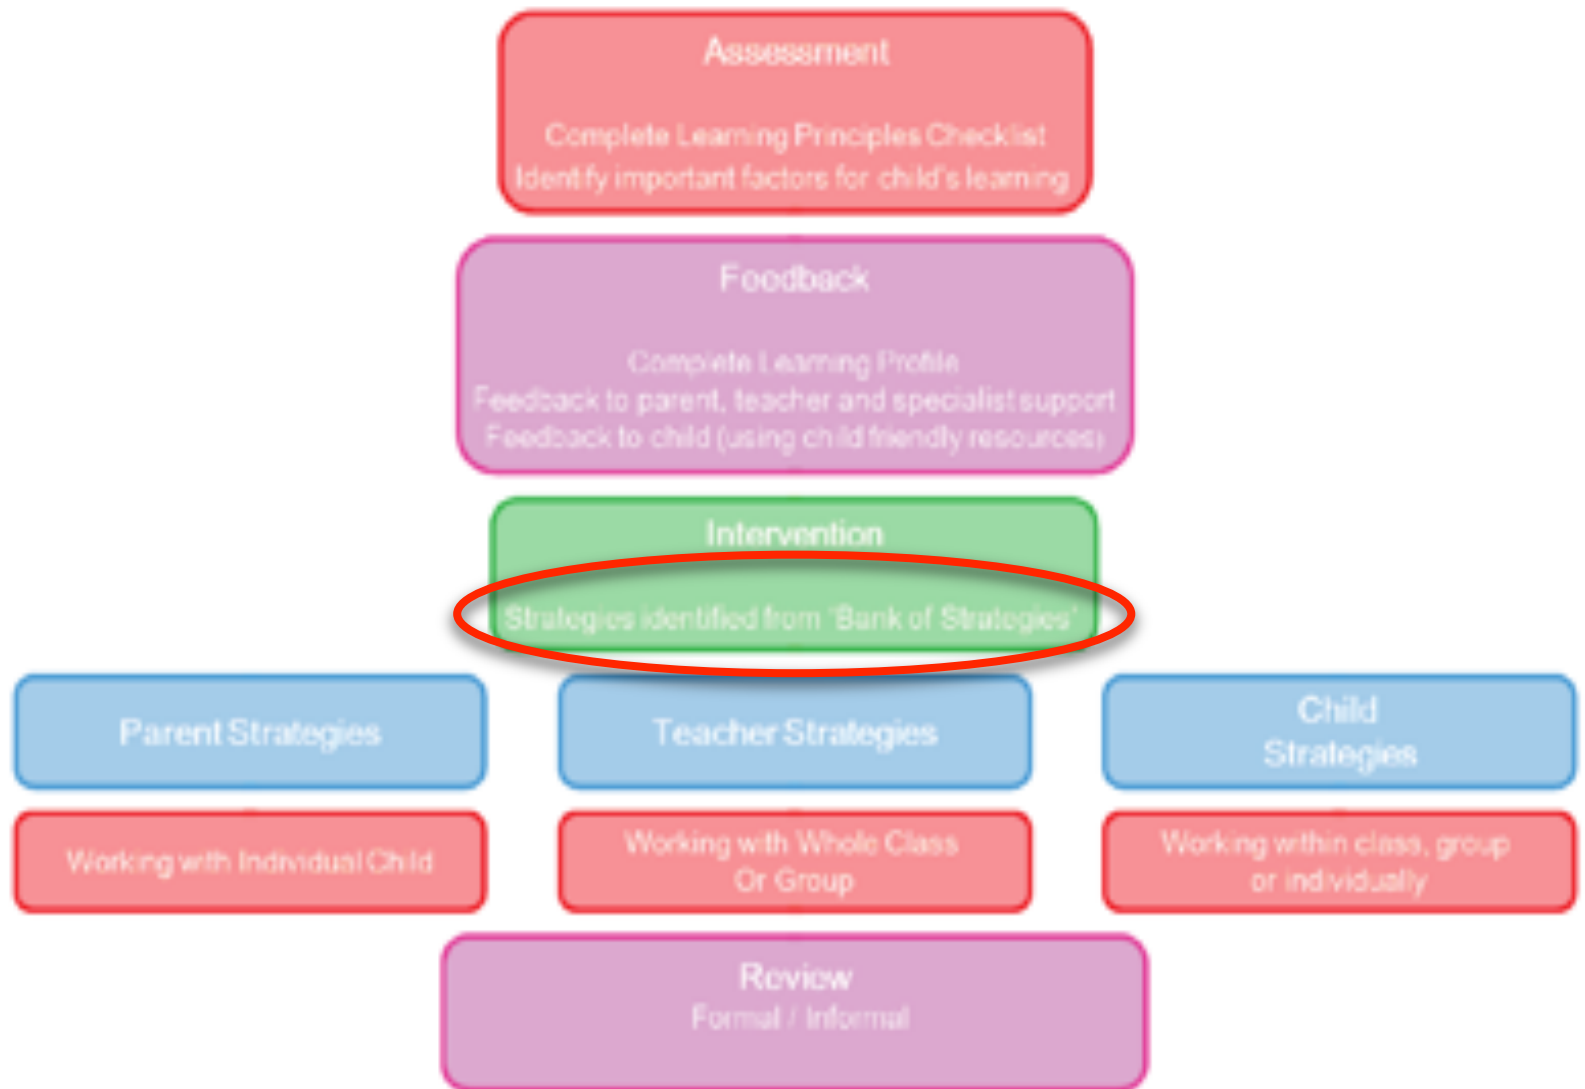 Assessment
Complete Learning Principles Checklist
Identify important factors for child's learning
Feedback
Complete Learning Profile
Feedback to parent, teacher and specialist support
Feedback to child (using child friendly resources)
Intervention
Strategies identified from 'Bank of Strategies'
Parent Strategies
Teacher Strategies
Child
Strategies
Working with Individual Child
Working with Whole Class
Or Group
Working within class, group
or individually
Review
Formal / Informal